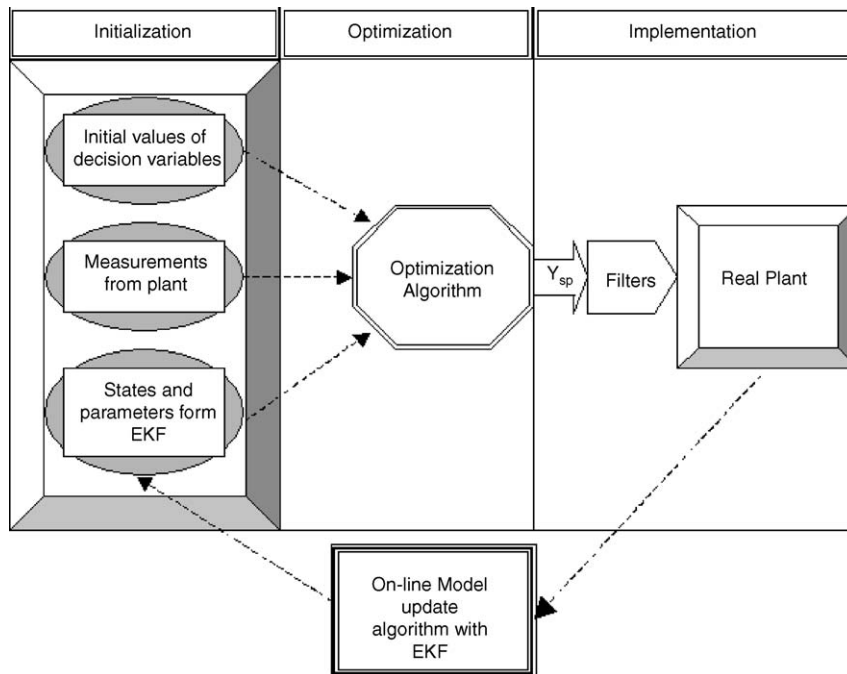 Initialization
Optimization
Implementation
Initial values of
decision variables
Measurements
from plant
States and
parameters form
EKF
Optimization
Algorithm
Ysp
Filters
Real Plant
On-line Model
update
algorithm with
EKF